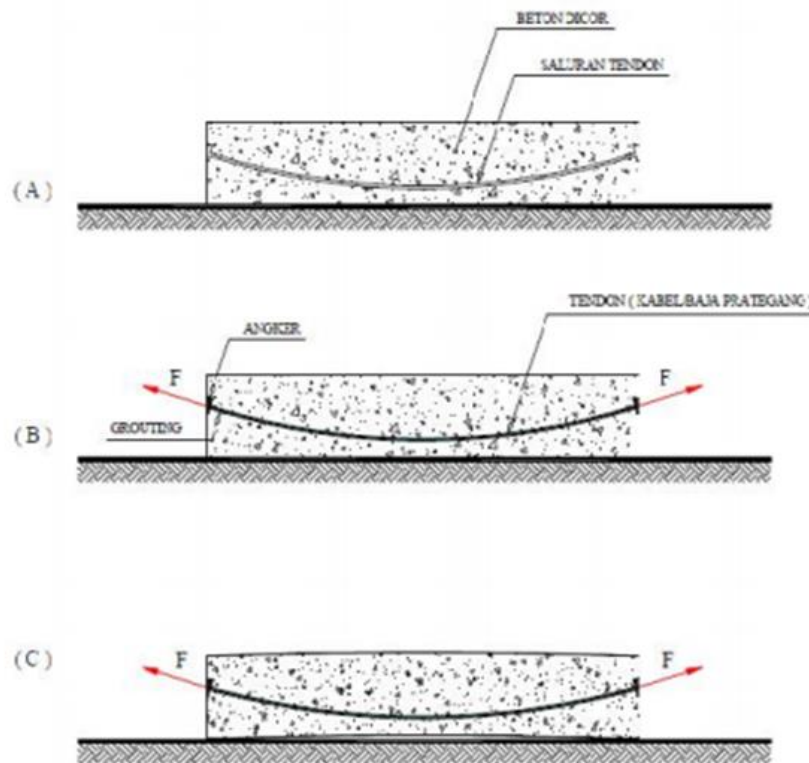 BETON DICOR
SALURAN TENDON
( A )
TENDON ( KABEL/BAJA PRATEGANG )
ANGKER
F
F
GROUTING
( B )
( C )
F
F